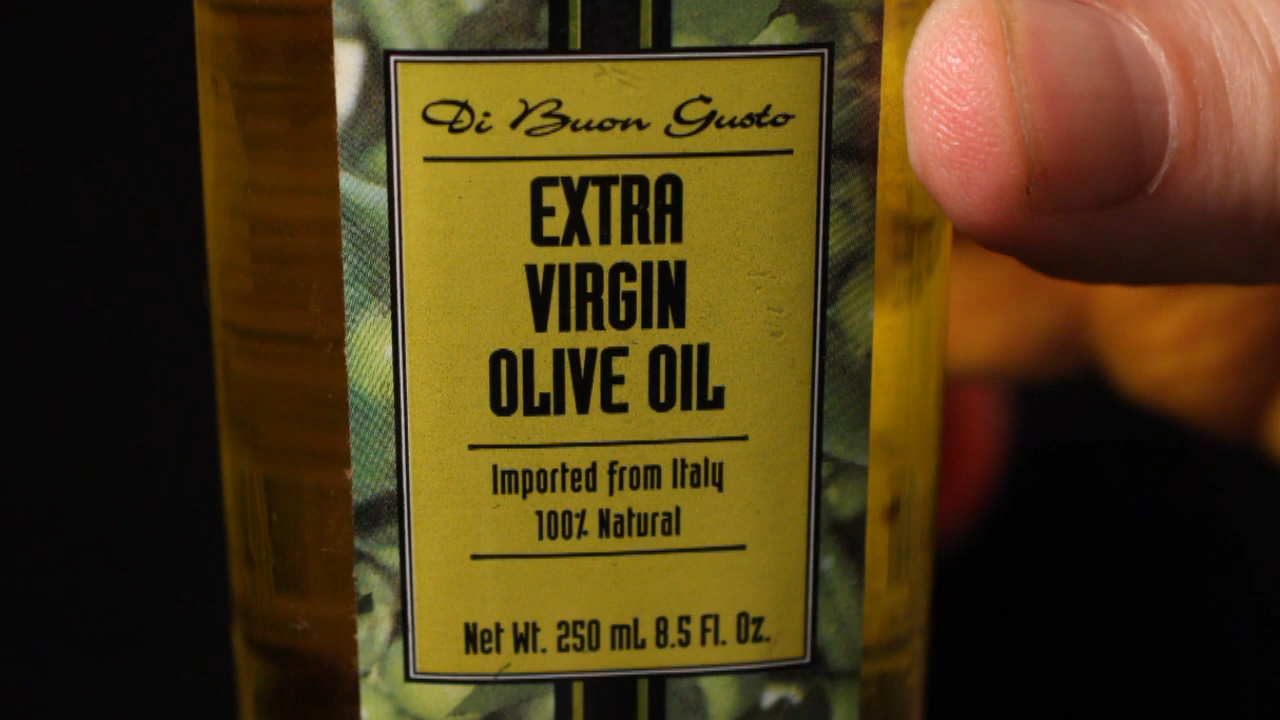 Di Buon Gusto
EXTRA
VIRGIN
OLIVE OIL
Imported from Italy
100% Natural
Net Wt. 250 mL 8.5 Fl. Oz.